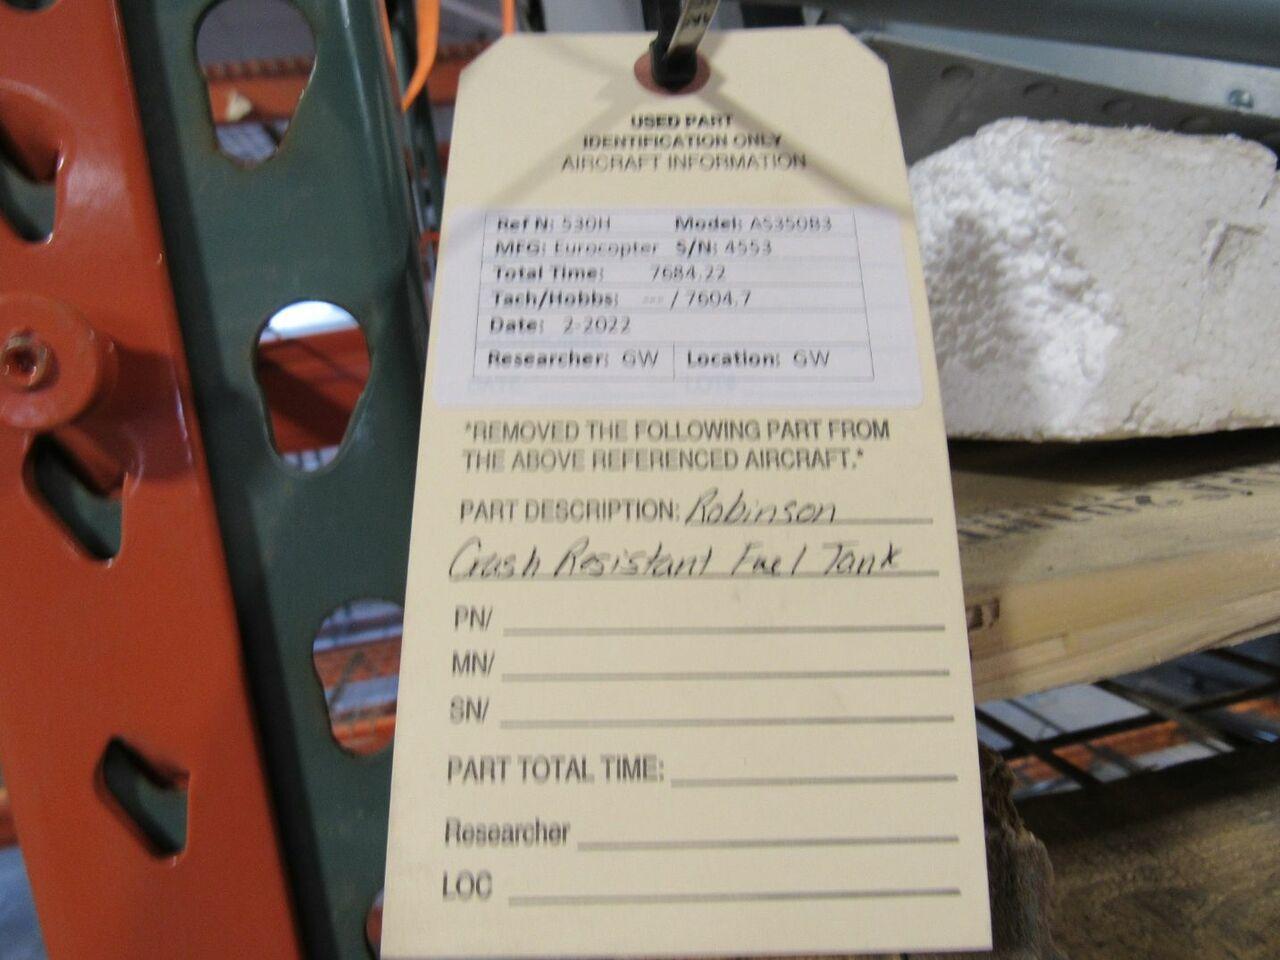 USED PART
IDENTIFICATION ONLY
AIRCRAFT INFORMATION
Ref N: 530H Model: AS350B3
MFG: Eurocopter S/N: 4553
Total Time: 7684.22
Tach/Hobbs: --- / 7604.7
Date: 2-2022
Researcher: GW Location: GW
*REMOVED THE FOLLOWING PART FROM
THE ABOVE REFERENCED AIRCRAFT.*
PART DESCRIPTION: Robinson
Crash Resistant Fuel Tank
PN/
MN/
SN/
PART TOTAL TIME:
Researcher
LOC